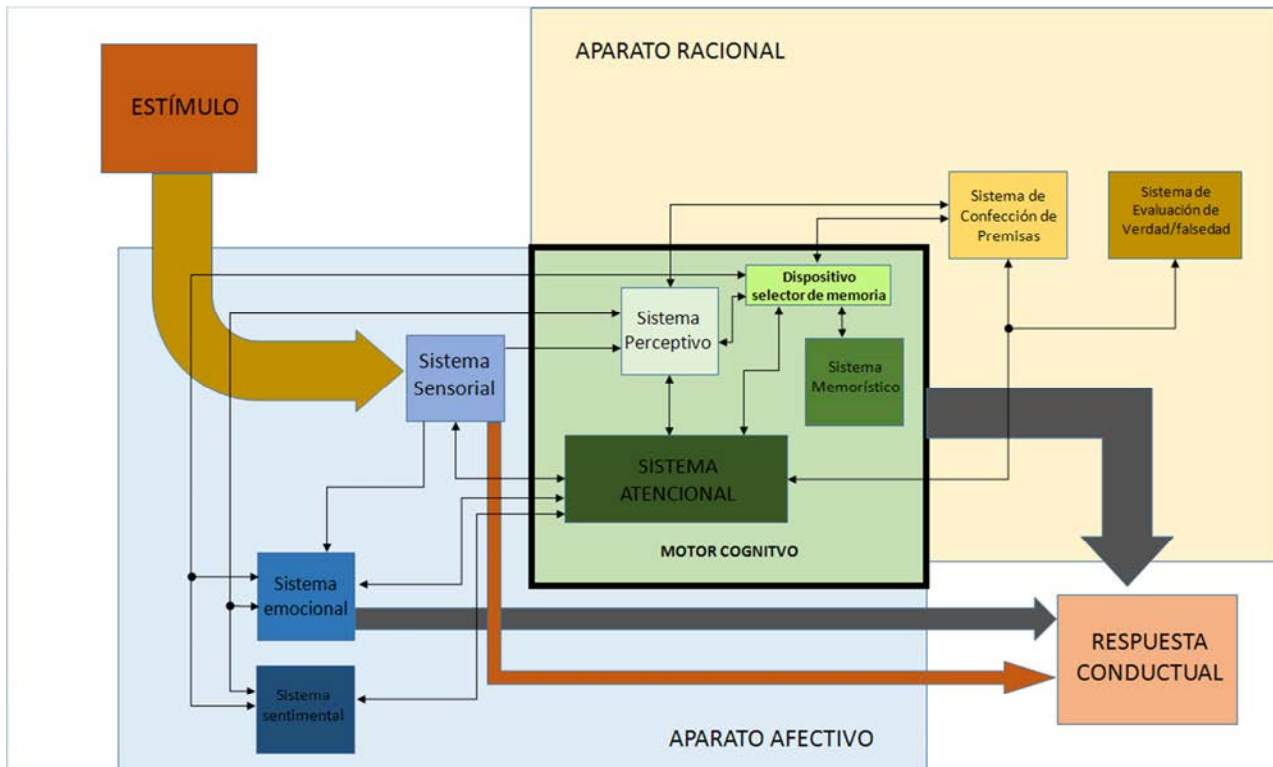 ESTÍMULO
APARATO RACIONAL
Sistema de
Confección de
Premisas
Sistema de
Evaluación de
Verdad/falsedad
Dispositivo
selector de memoria
Sistema
Perceptivo
Sistema
Memorístico
Sistema
Sensorial
SISTEMA
ATENCIONAL
MOTOR COGNITVO
Sistema
emocional
Sistema
sentimental
RESPUESTA
CONDUCTUAL
APARATO AFECTIVO